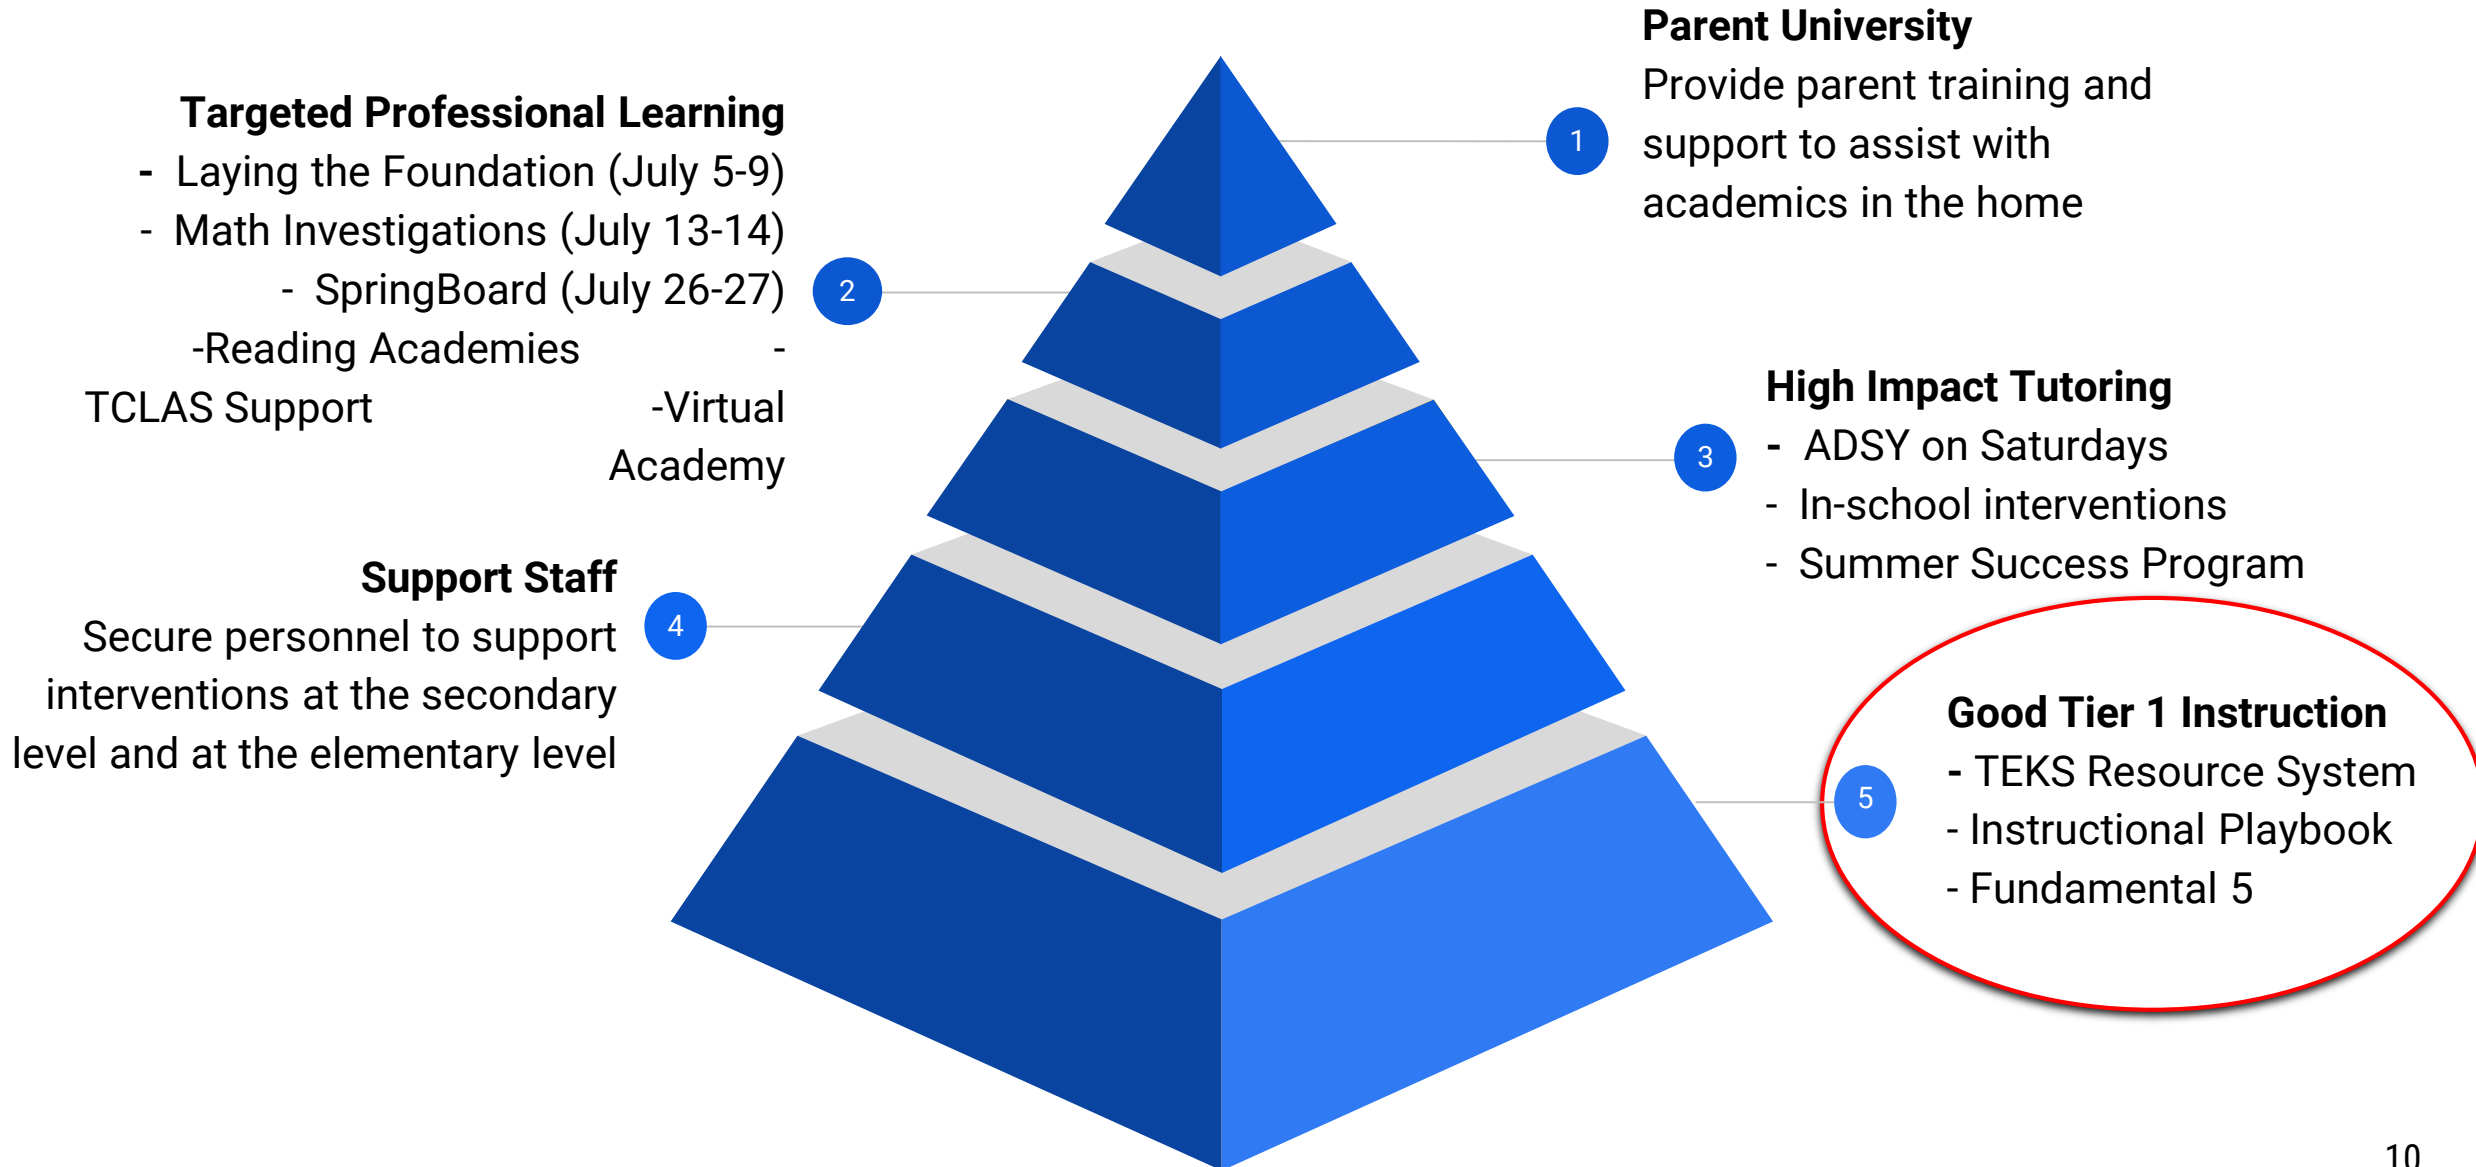 Parent University
Provide parent training and
support to assist with
academics in the home
1
Targeted Professional Learning
- Laying the Foundation (July 5-9)
- Math Investigations (July 13-14)
- SpringBoard (July 26-27)
-Reading Academies -
TCLAS Support -Virtual
Academy
2
High Impact Tutoring
- ADSY on Saturdays
- In-school interventions
- Summer Success Program
3
Support Staff
Secure personnel to support
interventions at the secondary
level and at the elementary level
4
Good Tier 1 Instruction
- TEKS Resource System
- Instructional Playbook
- Fundamental 5
5
10